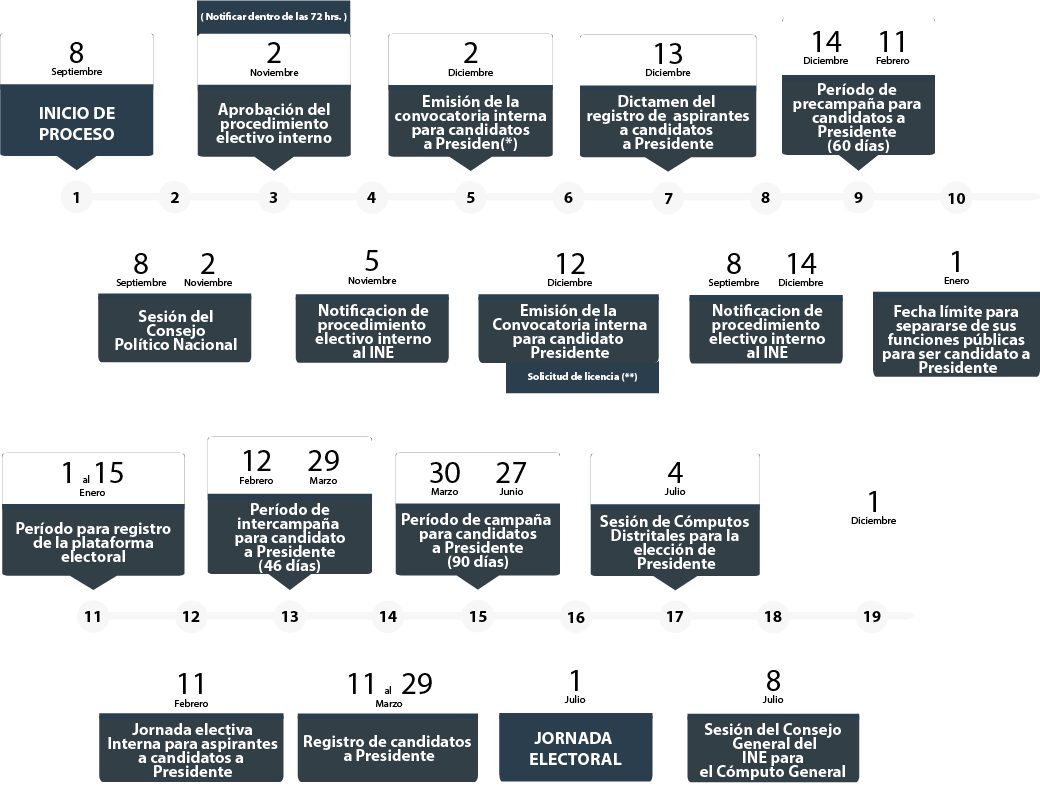 ( Notificar dentro de las 72 hrs. )
8
Septiembre
INICIO DE
PROCESO
2
Noviembre
Aprobación del
procedimiento
electivo interno
2
Diciembre
Emisión de la
convocatoria interna
para candidatos
a Presiden(*)
13
Diciembre
Dictamen del
registro de aspirantes
a candidatos
a Presidente
14 11
Diciembre Febrero
Período de
precampaña para
candidatos a
Presidente
(60 días)
1 2 3 4 5 6 7 8 9 10
8 2
Septiembre Noviembre
Sesión del
Consejo
Político Nacional
5
Noviembre
Notificacion de
procedimiento
electivo interno
al INE
12
Diciembre
Emisión de la
Convocatoria interna
para candidato
Presidente
Solicitud de licencia (**)
8 14
Septiembre Diciembre
Notificacion de
procedimiento
electivo interno
al INE
1
Enero
Fecha límite para
separarse de sus
funciones públicas
para ser candidato a
Presidente
1 al 15
Enero
Período para registro
de la plataforma
electoral
12 29
Febrero Marzo
Período de
intercampaña
para candidato
a Presidente
(46 días)
30 27
Marzo Junio
Período de campaña
para candidatos
a Presidente
(90 días)
4
Julio
Sesión de Cómputos
Distritales para la
elección de
Presidente
1
Diciembre
11 12 13 14 15 16 17 18 19
11
Febrero
Jornada electiva
Interna para aspirantes
a candidatos a
Presidente
11 al 29
Marzo
Registro de candidatos
a Presidente
1
Julio
JORNADA
ELECTORAL
8
Julio
Sesión del Consejo
General del
INE para
el Cómputo General